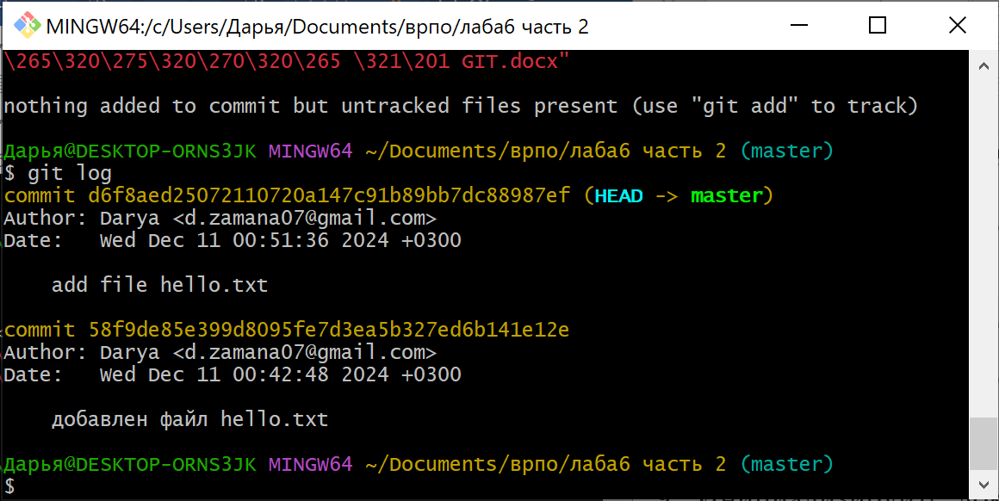 MINGW64:/c/Users/Дарья/Documents/врпо/лаба6 часть 2
\265\320\275\320\270\320\265 \321\201 GIT.docx"
nothing added to commit but untracked files present (use "git add" to track)
Дарья@DESKTOP-ORNS3JK MINGW64 ~/Documents/врпо/лаба6 часть 2 (master)
$ git log
commit d6f8aed25072110720a147c91b89bb7dc88987ef (HEAD -> master)
Author: Darya <d.zamana07@gmail.com>
Date:   Wed Dec 11 00:51:36 2024 +0300
    add file hello.txt
commit 58f9de85e399d8095fe7d3ea5b327ed6b141e12e
Author: Darya <d.zamana07@gmail.com>
Date:   Wed Dec 11 00:42:48 2024 +0300
    добавлен файл hello.txt
Дарья@DESKTOP-ORNS3JK MINGW64 ~/Documents/врпо/лаба6 часть 2 (master)
$